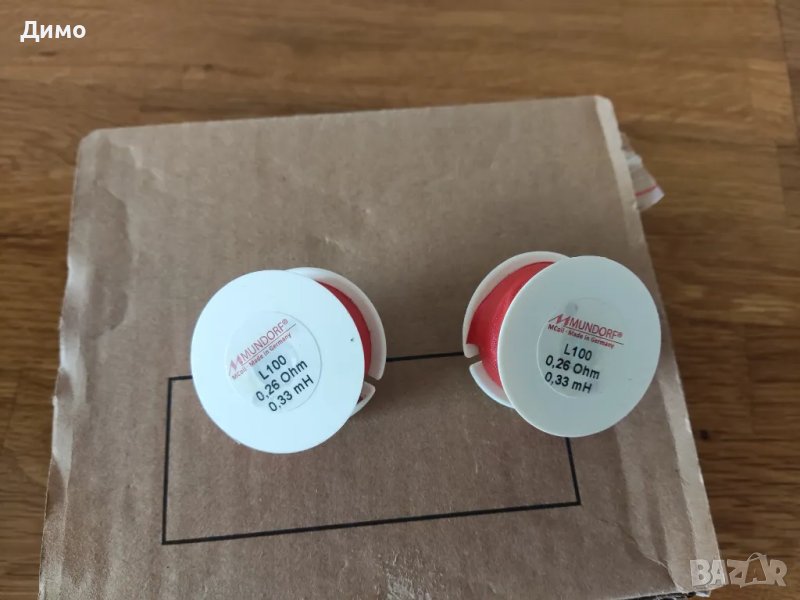 Димо
MUNDORF®
MCoil - Made in Germany
L100
0,26 Ohm
0,33 mH
MUNDORF®
MCoil - Made in Germany
L100
0,26 Ohm
0,33 mH
BAZAR